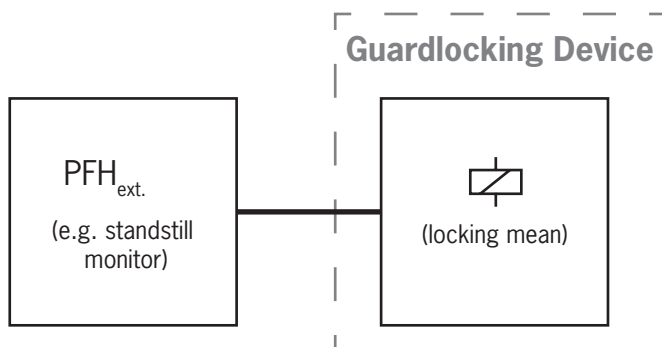 Guardlocking Device
PFHext.
(e.g. standstill
monitor)
(locking mean)